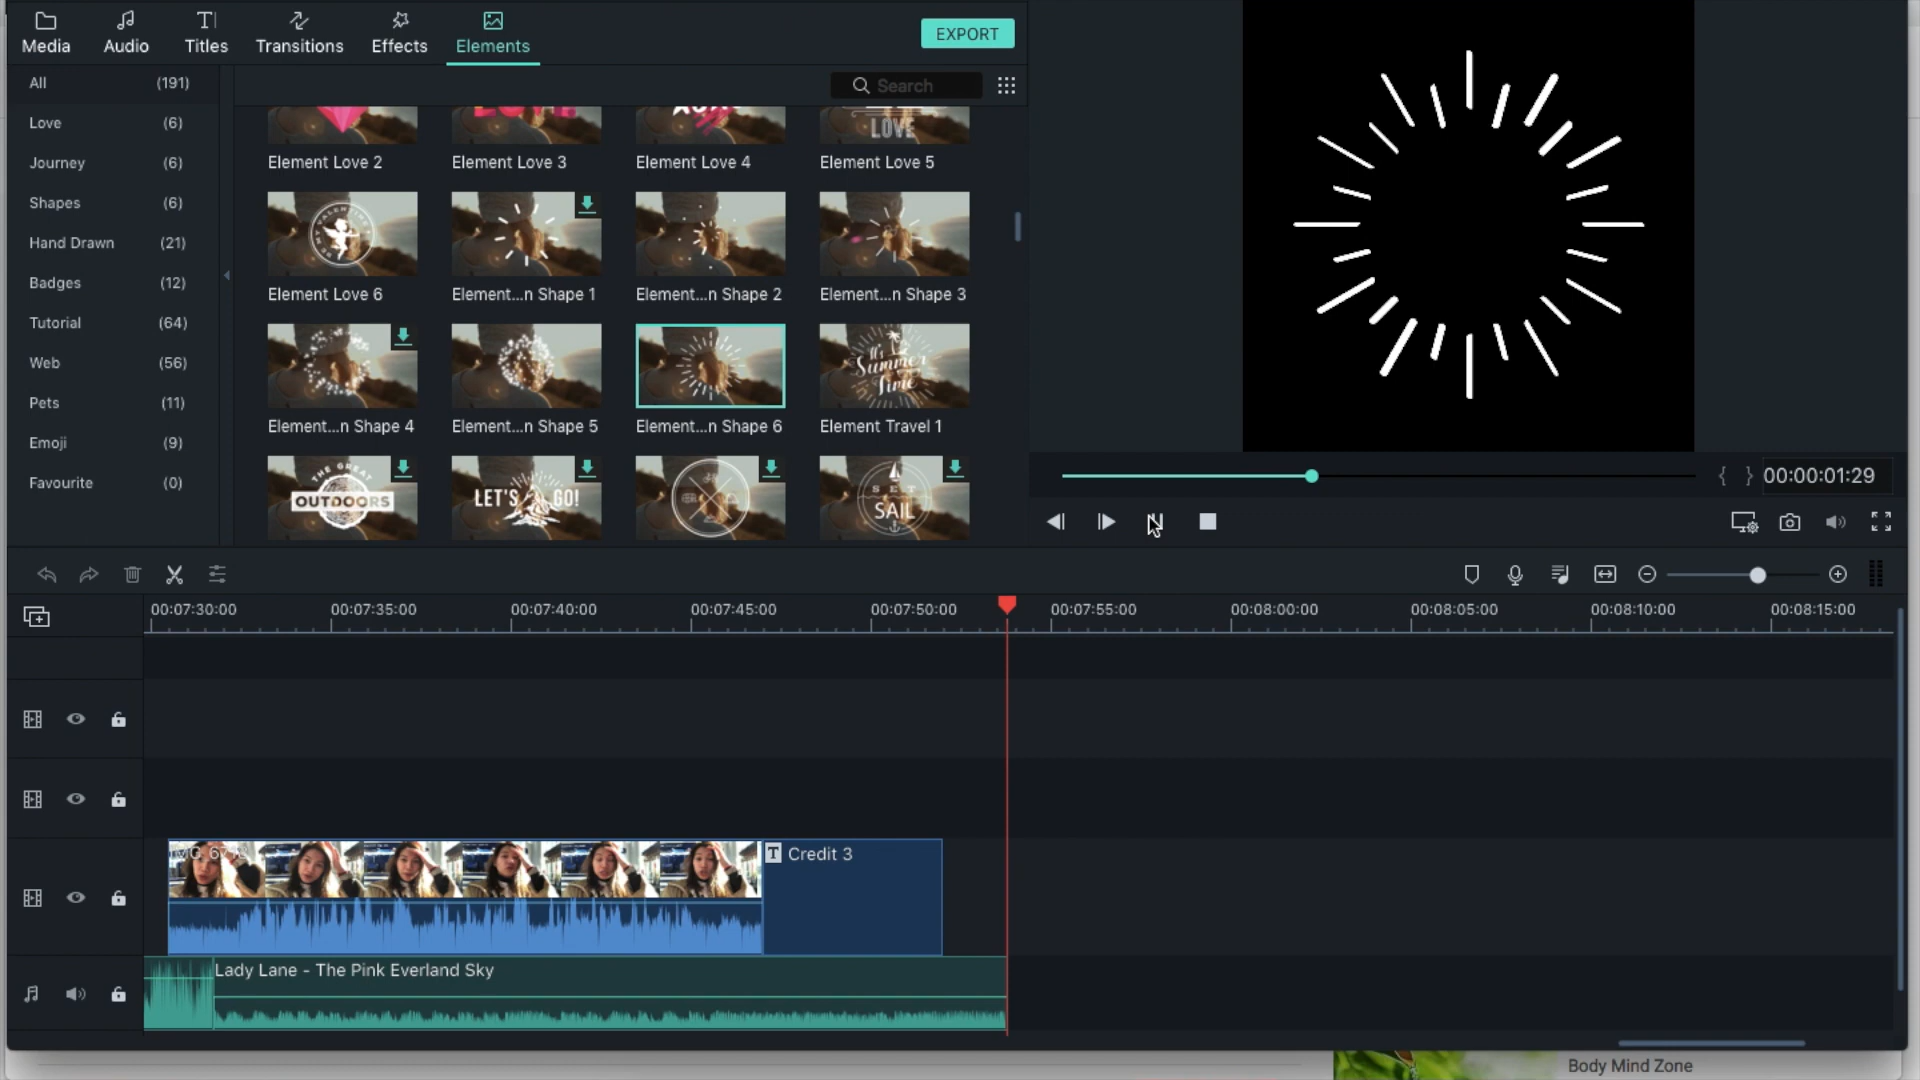 Media Audio Titles Transitions Effects Elements
EXPORT
Search
All (191)
Love (6)
Journey (6)
Shapes (6)
Hand Drawn (21)
Badges (12)
Tutorial (64)
Web (56)
Pets (11)
Emoji (9)
Favourite (0)
LOVE
Element Love 2 Element Love 3 Element Love 4 Element Love 5
Element Love 6 Element...n Shape 1 Element...n Shape 2 Element...n Shape 3
It's Summer Time
Element...n Shape 4 Element...n Shape 5 Element...n Shape 6 Element Travel 1
THE GREAT OUTDOORS
LET'S GO!
SET SAIL
{ } 00:00:01:29
00:07:30:00 00:07:35:00 00:07:40:00 00:07:45:00 00:07:50:00 00:07:55:00 00:08:00:00 00:08:05:00 00:08:10:00 00:08:15:00
T Credit 3
Lady Lane - The Pink Everland Sky
Body Mind Zone